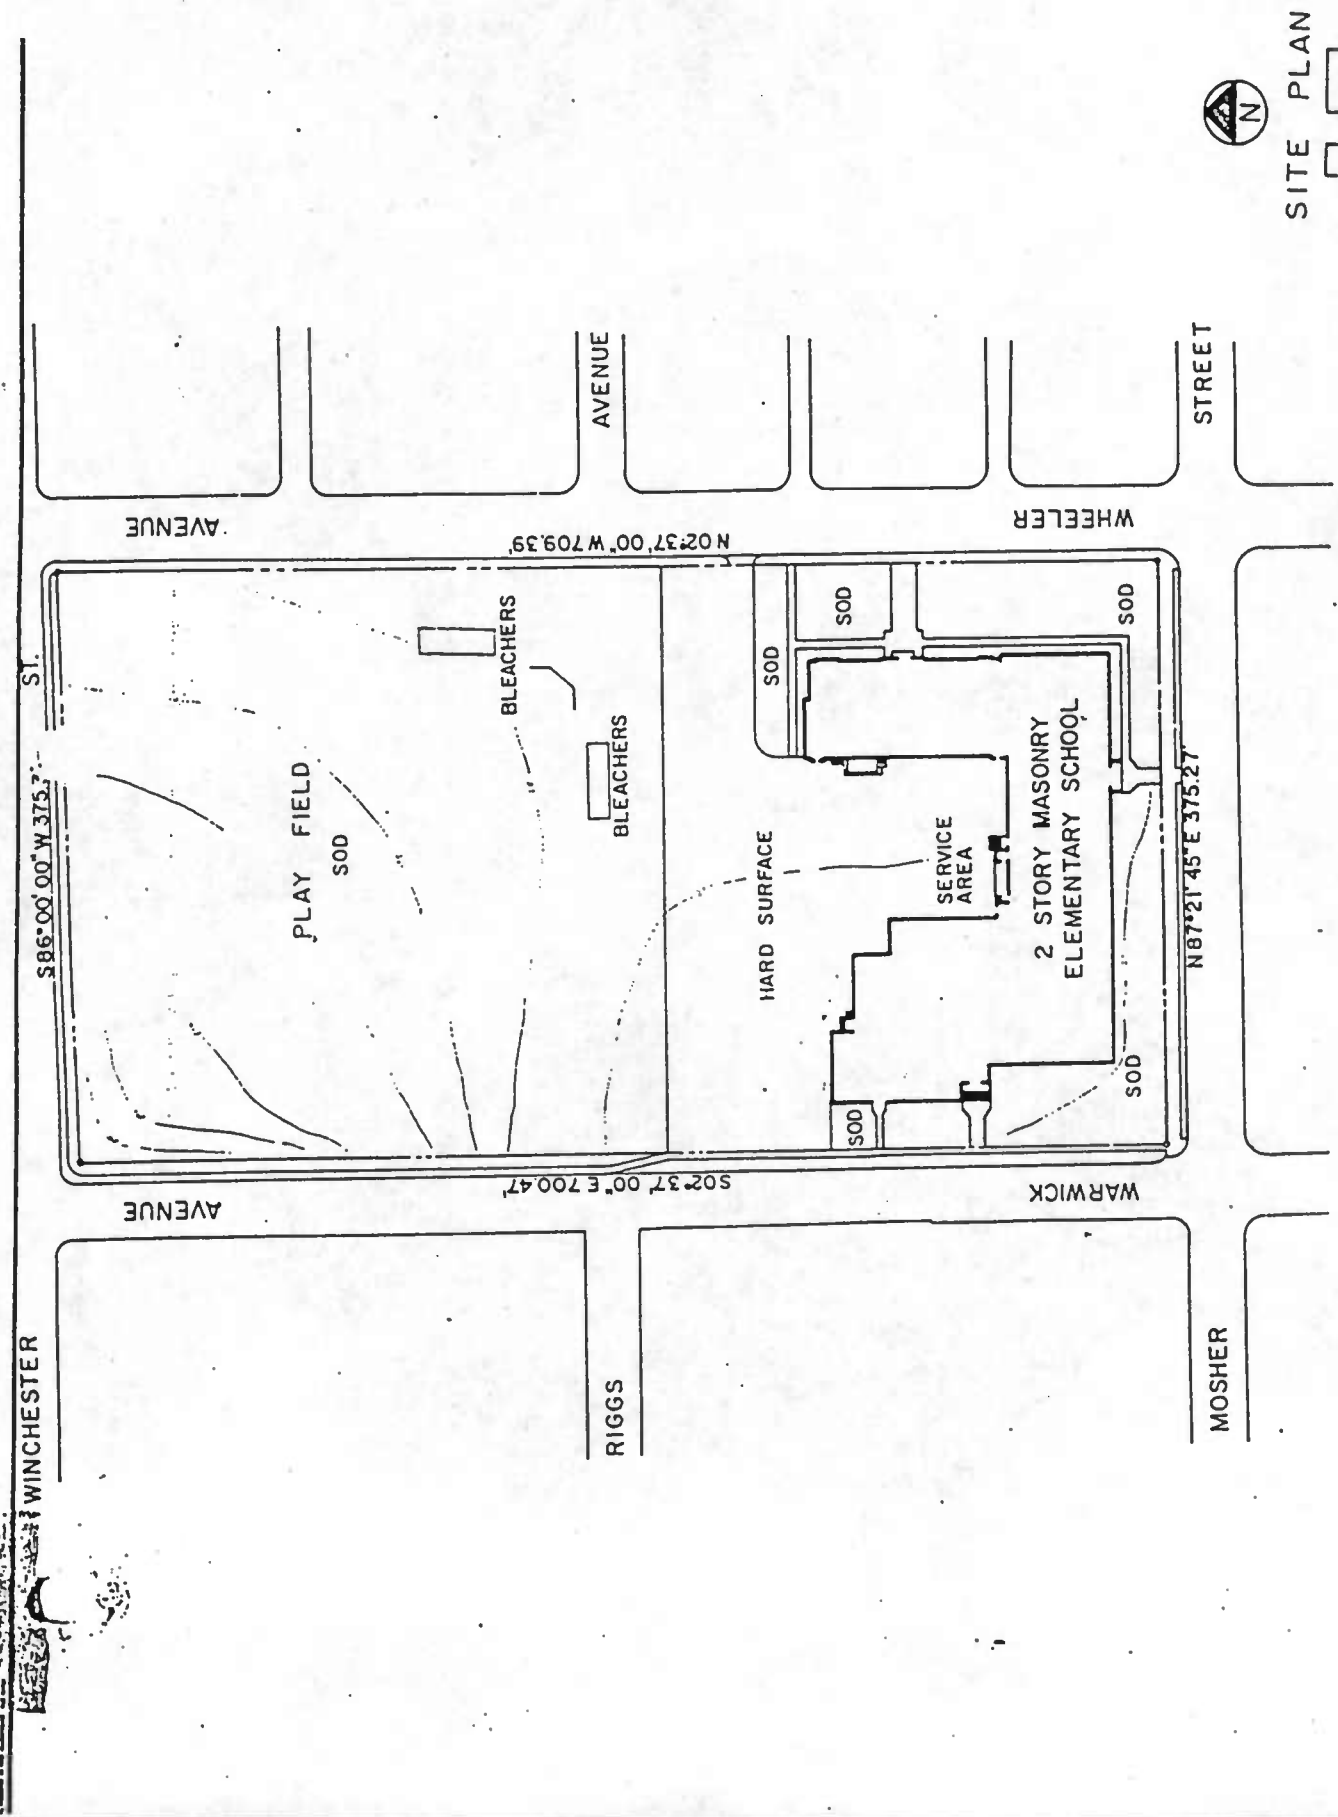 SITE PLAN
N
WINCHESTER
ST.
S86°00'00"W
AVENUE
AVENUE
PLAY FIELD
SOD
BLEACHERS
BLEACHERS
N 02°37'00" W 709.39'
S02°37'00"E 700.47'
RIGGS
AVENUE
HARD SURFACE
SOD
SOD
SOD
SERVICE
AREA
2 STORY MASONRY
ELEMENTARY SCHOOL
SOD
SOD
WARWICK
WHEELER
N87°21'45"E 375.27'
MOSHER
STREET